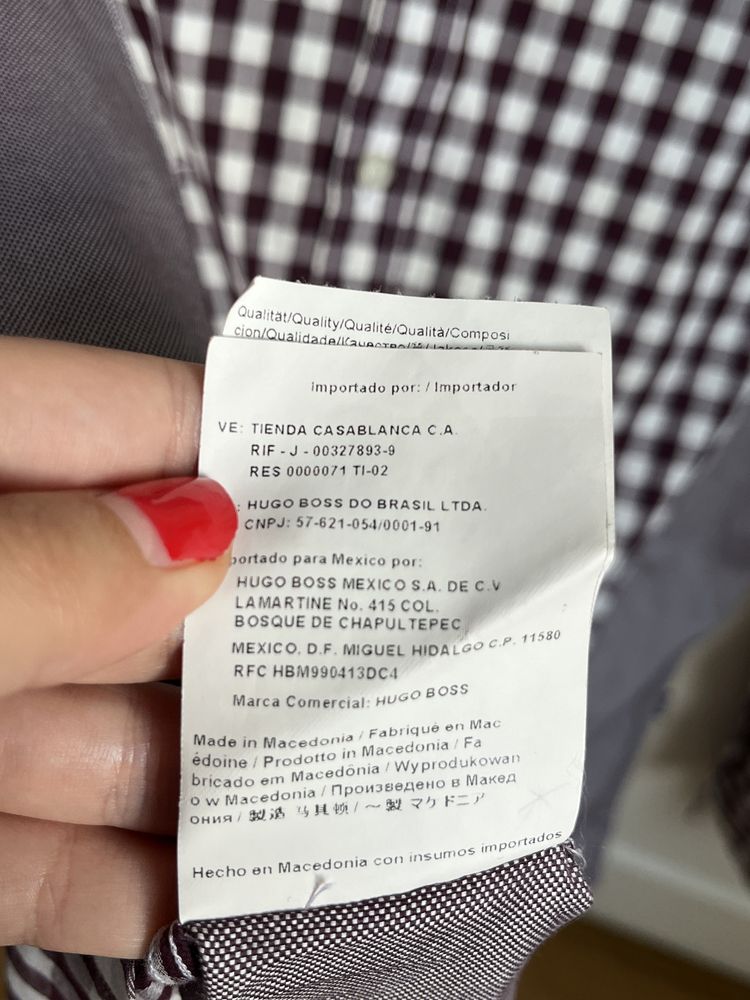 Qualität/Quality/Qualité/Qualità/Composi
cion/Qualidade/Качество/
Importado por: / Importador
VE: TIENDA CASABLANCA C.A.
RIF - J - 00327893-9
RES 0000071 TI-02
: HUGO BOSS DO BRASIL LTDA.
CNPJ: 57-621-054/0001-91
portado para Mexico por:
HUGO BOSS MEXICO S.A. DE C.V
LAMARTINE No. 415 COL.
BOSQUE DE CHAPULTEPEC
MEXICO. D.F. MIGUEL HIDALGO C.P. 11580
RFC HBM990413DC4
Marca Comercial: HUGO BOSS
Made in Macedonia / Fabriqué en Mac
édoine / Prodotto in Macedonia / Fa
bricado em Macedônia / Wyprodukowan
o w Macedonia / Произведено в Макед
ония / 製造 马其顿 / ～製 マケドニア
Hecho en Macedonia con insumos importados